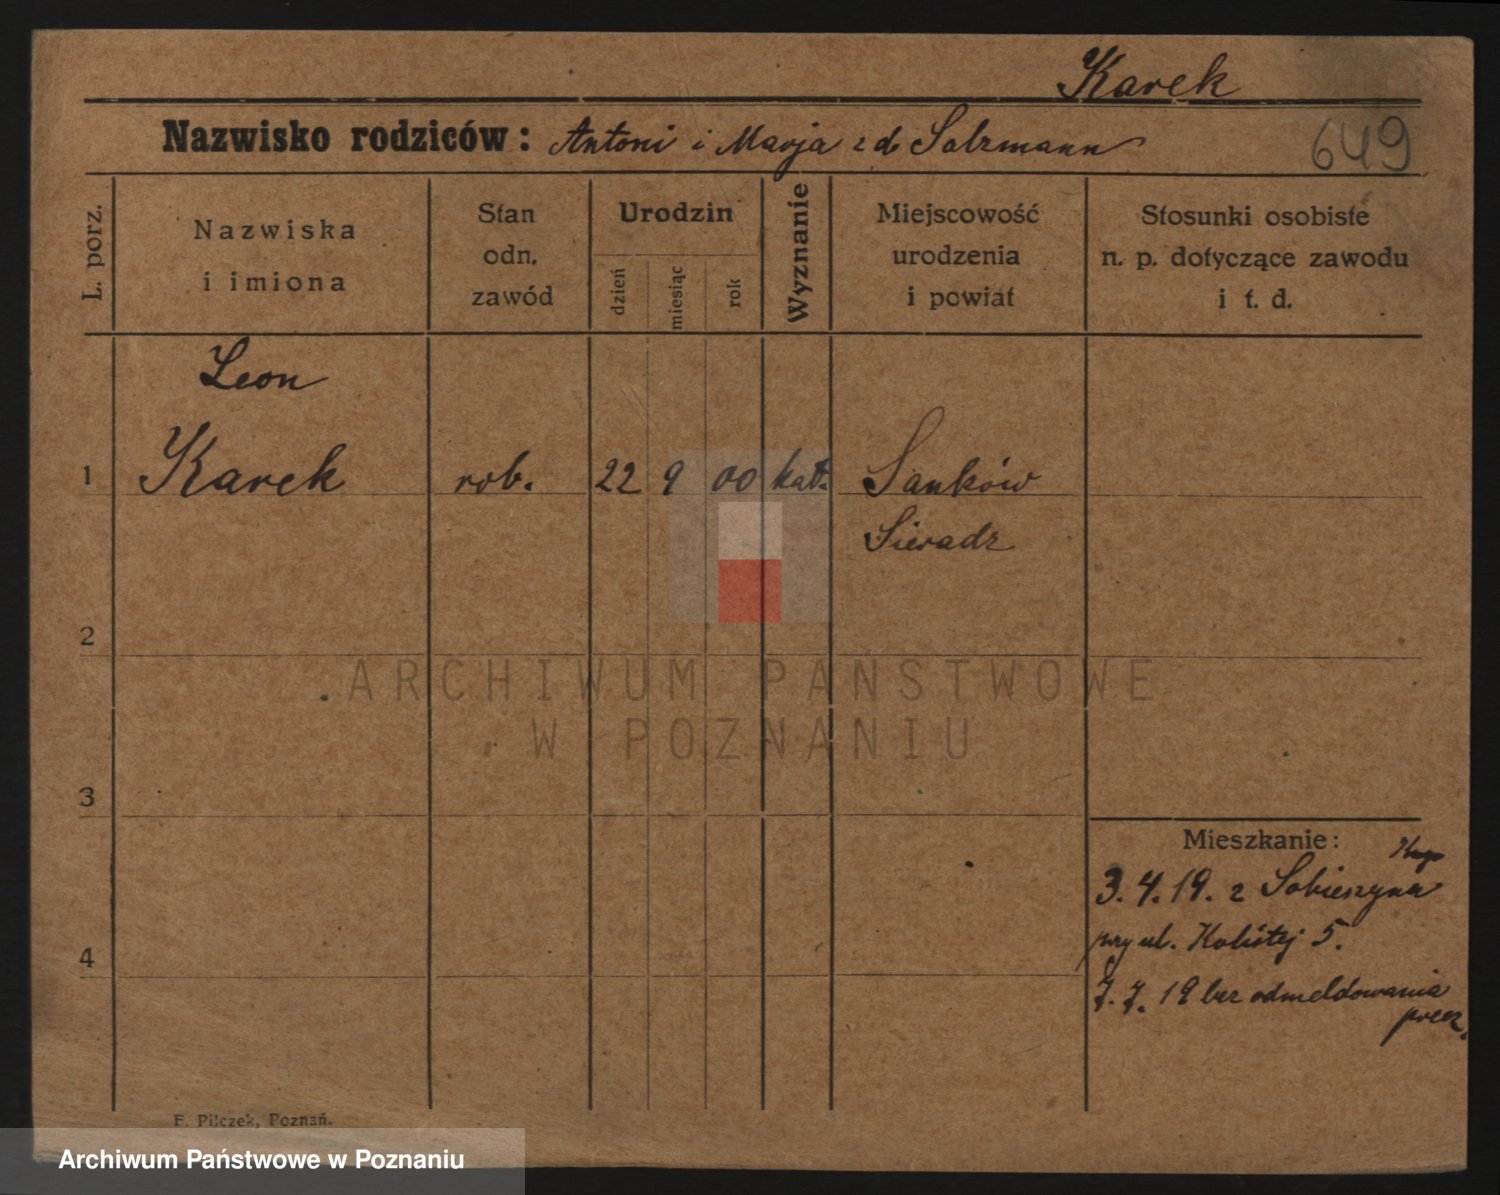 Karek
Nazwisko rodziców: Antoni i Marja z d Salzmann
649
L. porz.
Nazwiska
i imiona
Stan
odn.
zawód
Urodzin
dzień
miesiąc
rok
Wyznanie
Miejscowość
urodzenia
i powiat
Stosunki osobiste
n. p. dotyczące zawodu
i t. d.
Leon
1 Karek rob. 22 9 00 kat. Sanków
Sieradz
2
ARCHIWUM PAŃSTWOWE
W POZNANIU
3
Mieszkanie:
3.4.19. z Sobieszyna
przy ul. 5.
4
7.7.19 bez odmeldowania
precz.
F. Pilczek, Poznań.
Archiwum Państwowe w Poznaniu